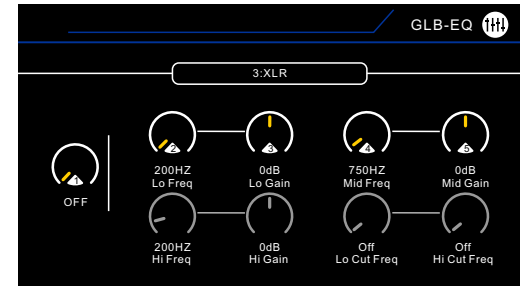 GLB-EQ
3:XLR
1
OFF
2
200HZ
Lo Freq
3
0dB
Lo Gain
4
750HZ
Mid Freq
5
0dB
Mid Gain
200HZ
Hi Freq
0dB
Hi Gain
Off
Lo Cut Freq
Off
Hi Cut Freq